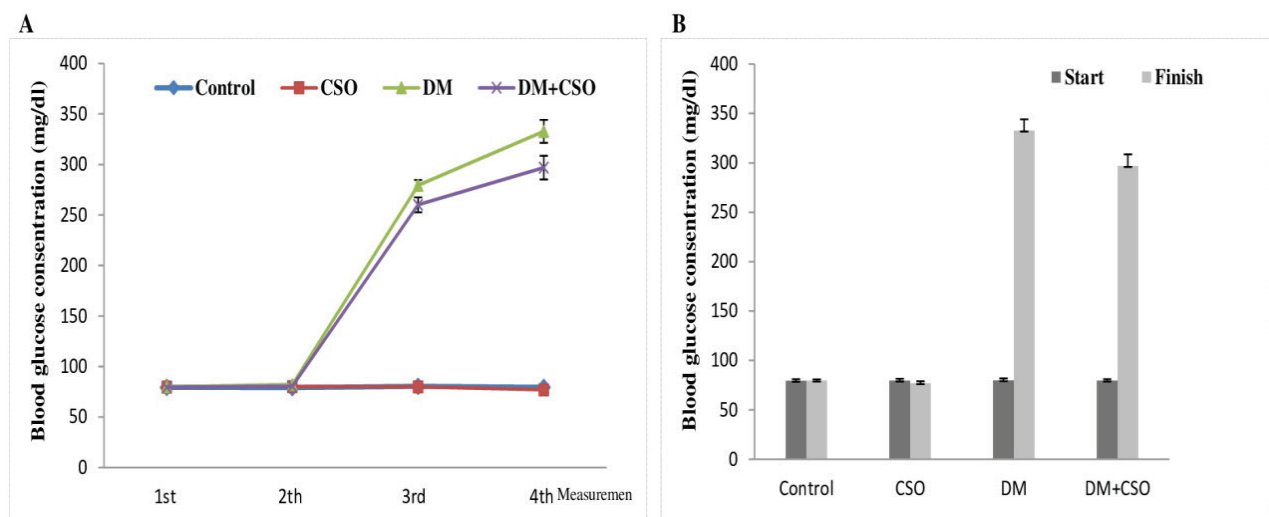 A
Blood glucose consentration (mg/dl)
400
350
300
250
200
150
100
50
0
Control CSO DM DM+CSO
1st 2th 3rd 4th Measuremen
B
Blood glucose consentration (mg/dl)
400
350
300
250
200
150
100
50
0
Start Finish
Control CSO DM DM+CSO